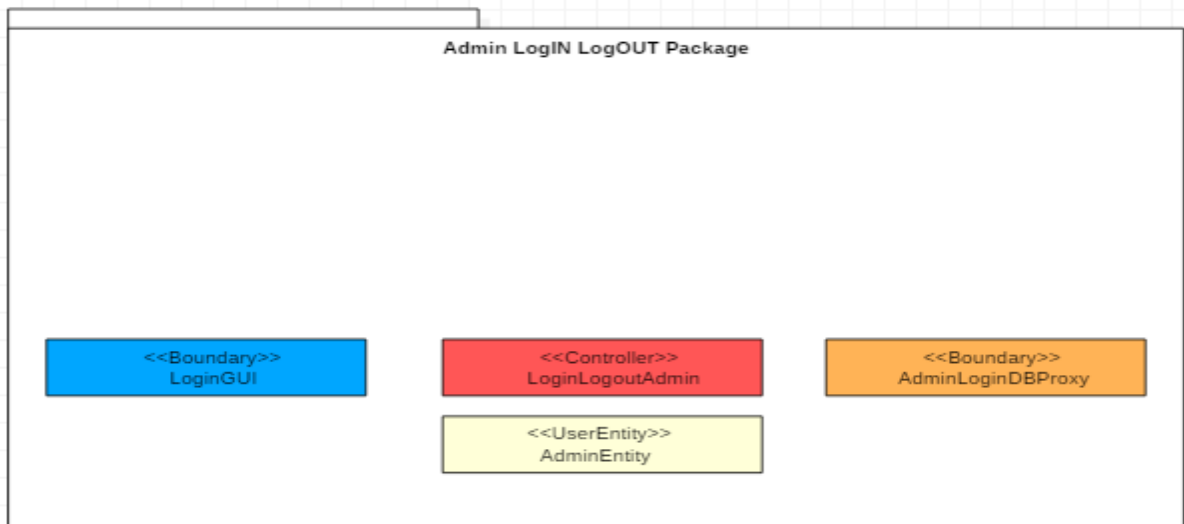 Admin LogIN LogOUT Package
<<Boundary>>
LoginGUI
<<Controller>>
LoginLogoutAdmin
<<Boundary>>
AdminLoginDBProxy
<<UserEntity>>
AdminEntity